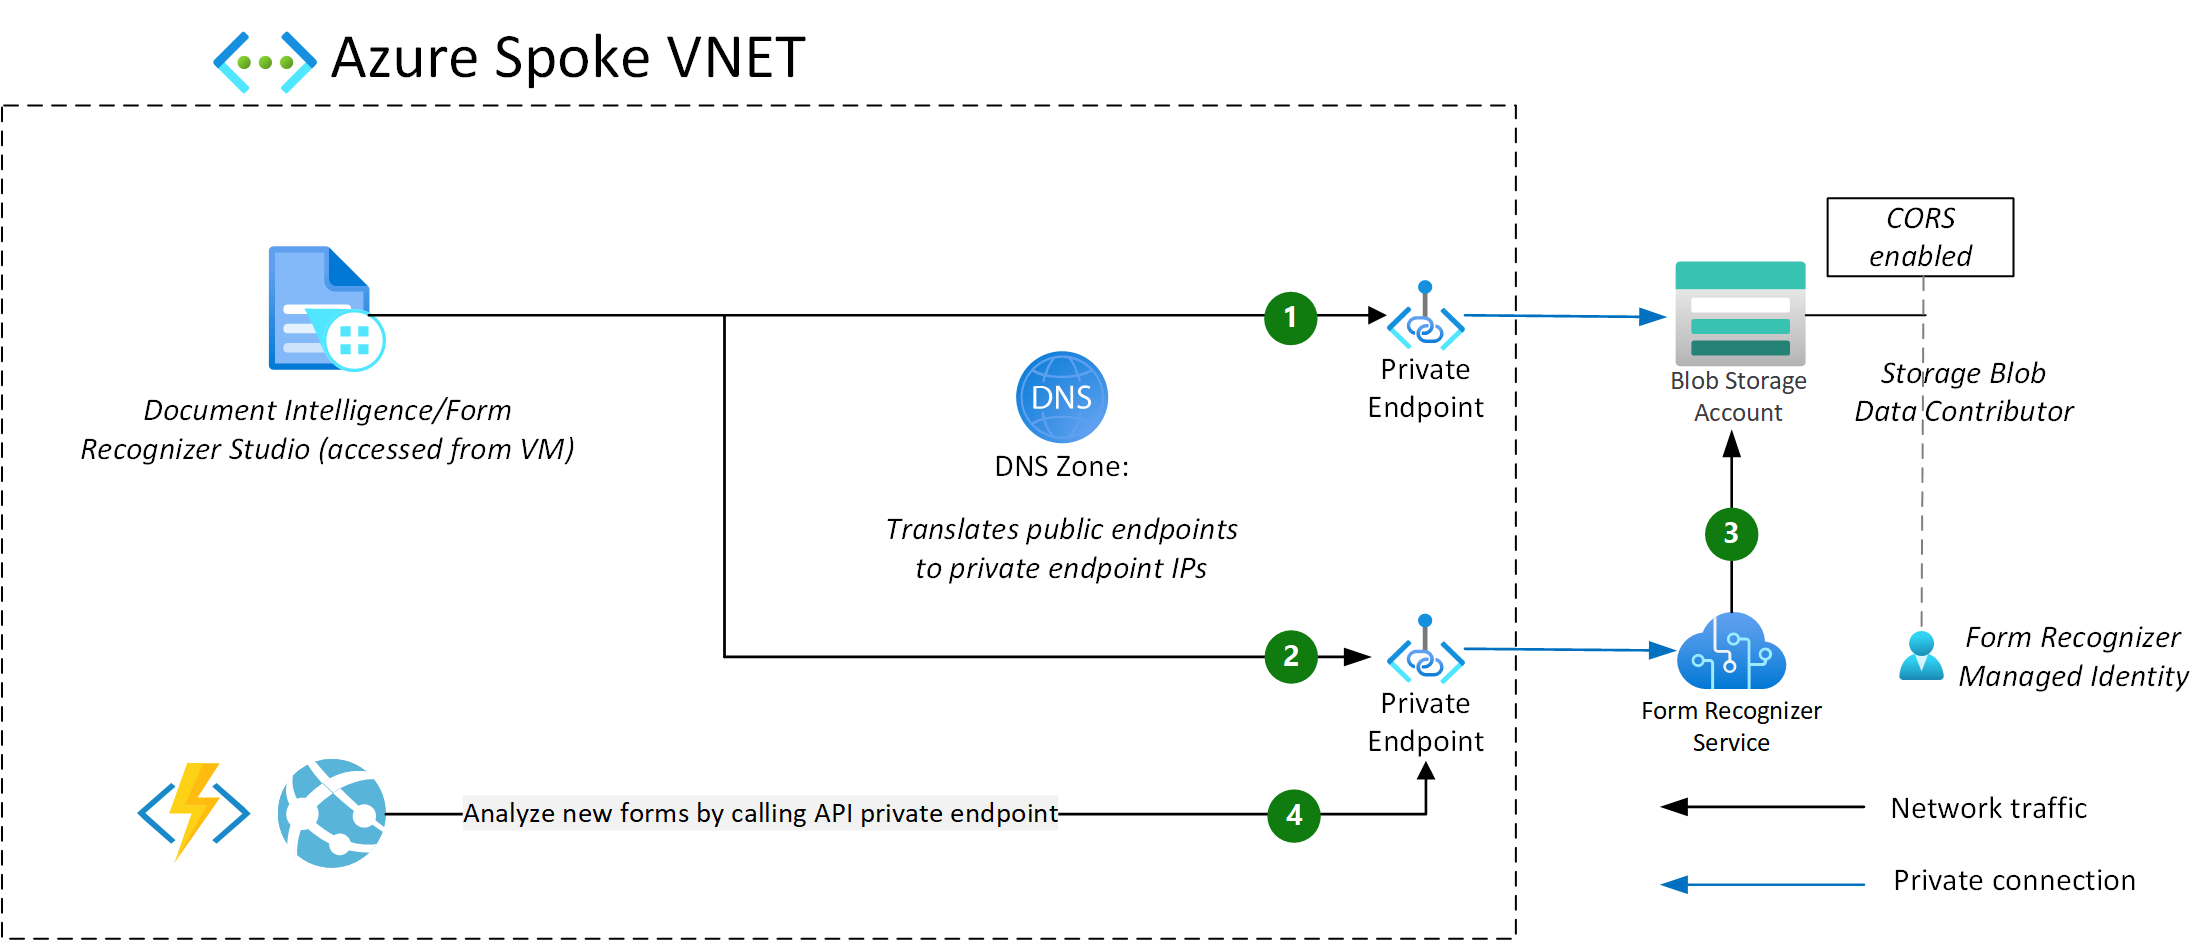 Azure Spoke VNET
CORS
enabled
1
Private
Endpoint
DNS
DNS Zone:
Translates public endpoints
to private endpoint IPs
Document Intelligence/Form
Recognizer Studio (accessed from VM)
Blob Storage
Account
Storage Blob
Data Contributor
3
2
Private
Endpoint
Form Recognizer
Service
Form Recognizer
Managed Identity
Analyze new forms by calling API private endpoint
4
Network traffic
Private connection